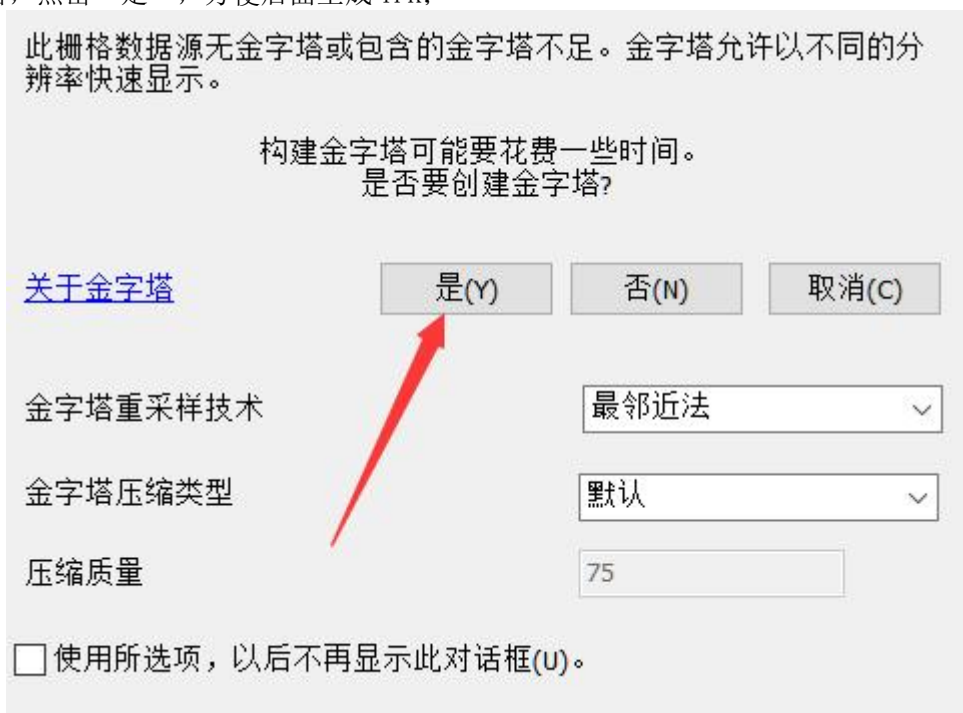 此栅格数据源无金字塔或包含的金字塔不足。金字塔允许以不同的分
辨率快速显示。
构建金字塔可能要花费一些时间。
是否要创建金字塔?
关于金字塔 是(Y) 否(N) 取消(C)
金字塔重采样技术 最邻近法
金字塔压缩类型 默认
压缩质量 75
使用所选项，以后不再显示此对话框(U)。